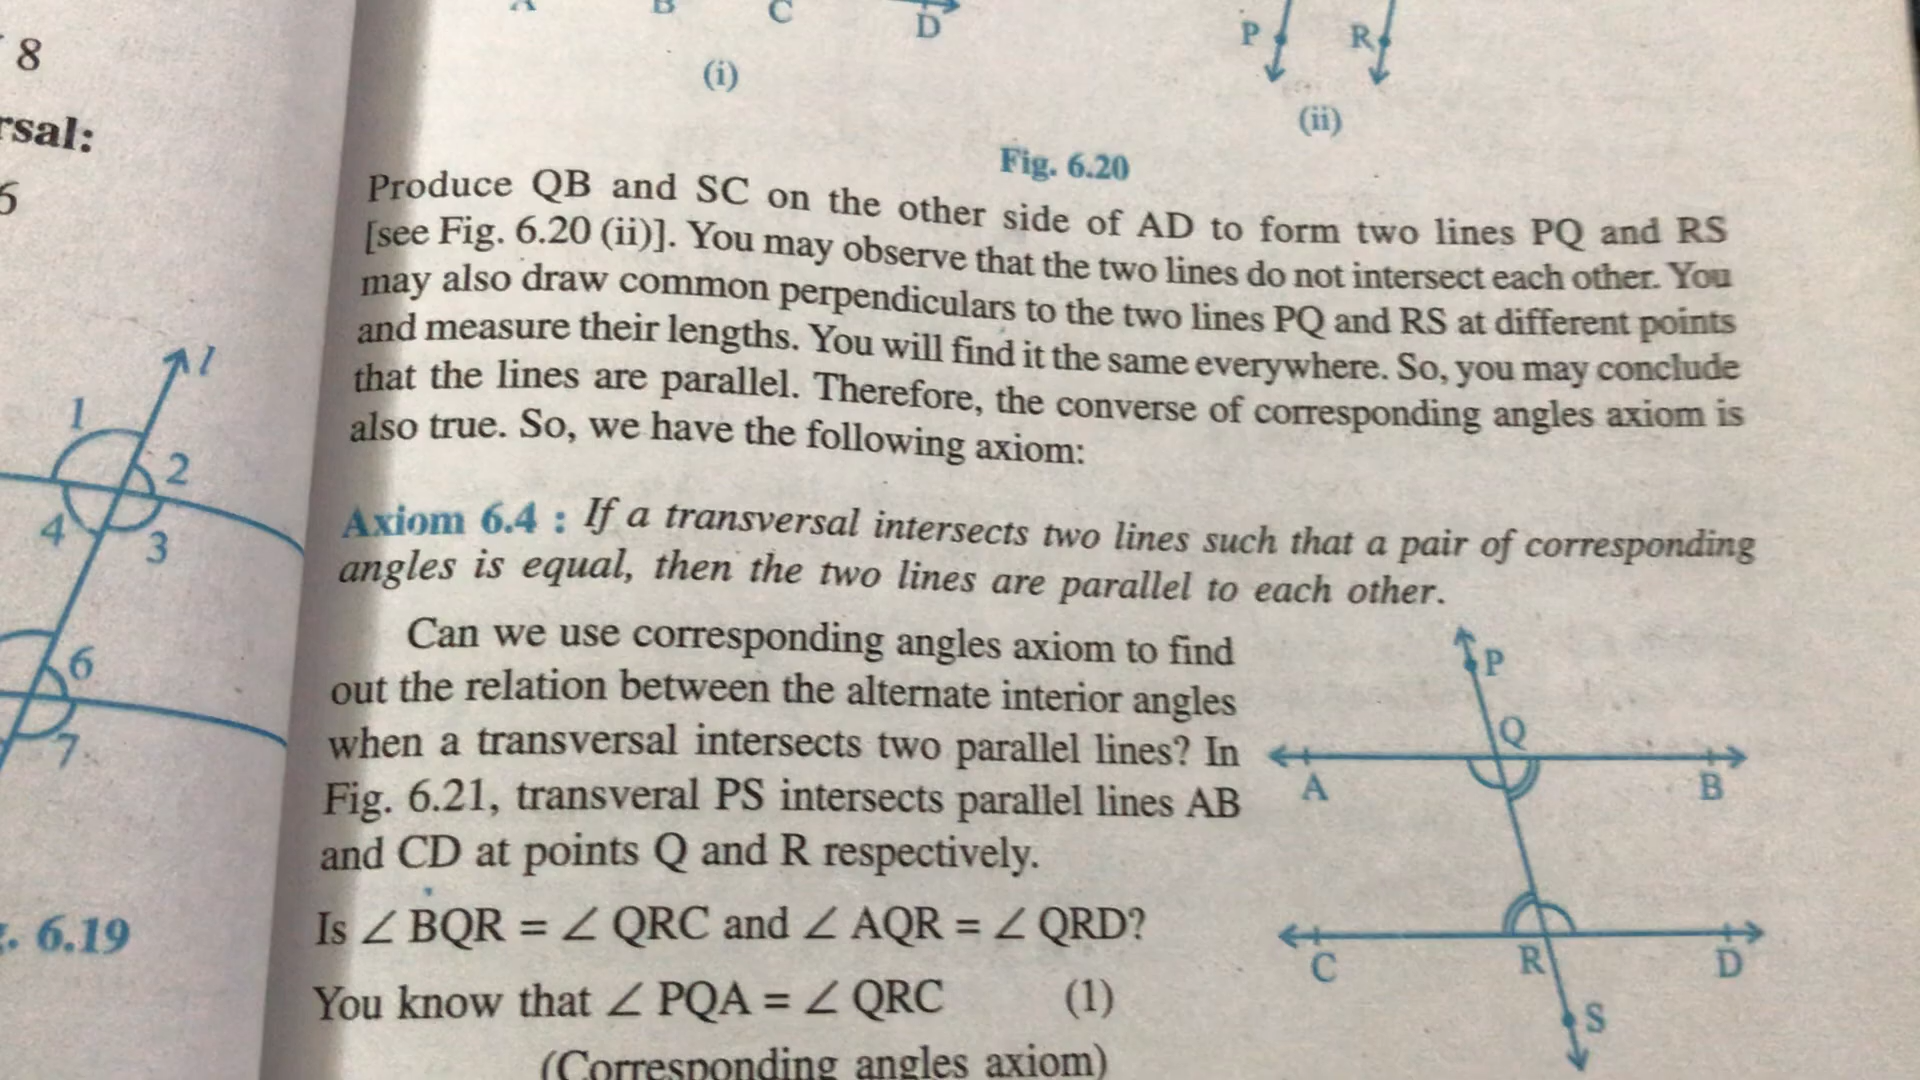 8
rsal:
6
l
1
2
4
3
6
7
. 6.19
A B C D
(i)
P R
(ii)
Fig. 6.20
Produce QB and SC on the other side of AD to form two lines PQ and RS
[see Fig. 6.20 (ii)]. You may observe that the two lines do not intersect each other. You
may also draw common perpendiculars to the two lines PQ and RS at different points
and measure their lengths. You will find it the same everywhere. So, you may conclude
that the lines are parallel. Therefore, the converse of corresponding angles axiom is
also true. So, we have the following axiom:
Axiom 6.4 : If a transversal intersects two lines such that a pair of corresponding
angles is equal, then the two lines are parallel to each other.
Can we use corresponding angles axiom to find
out the relation between the alternate interior angles
when a transversal intersects two parallel lines? In
Fig. 6.21, transveral PS intersects parallel lines AB
and CD at points Q and R respectively.
Is ∠ BQR = ∠ QRC and ∠ AQR = ∠ QRD?
You know that ∠ PQA = ∠ QRC (1)
(Corresponding angles axiom)
P
Q
A B
C R D
S